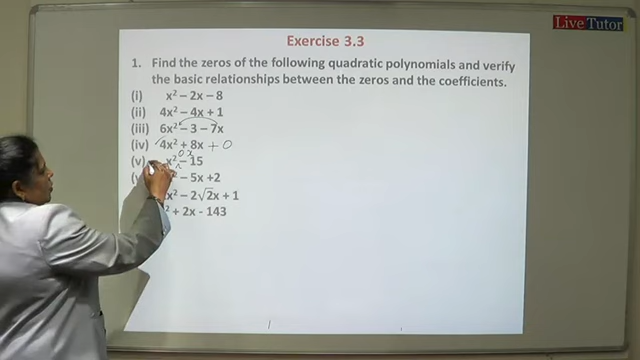 Live Tutor
Exercise 3.3
1. Find the zeros of the following quadratic polynomials and verify
the basic relationships between the zeros and the coefficients.
(i) x² – 2x – 8
(ii) 4x² – 4x + 1
(iii) 6x² – 3 – 7x
(iv) 4x² + 8x + 0
0x
(v) x² – 15
– 5x +2
x² – 2√2x + 1
² + 2x - 143